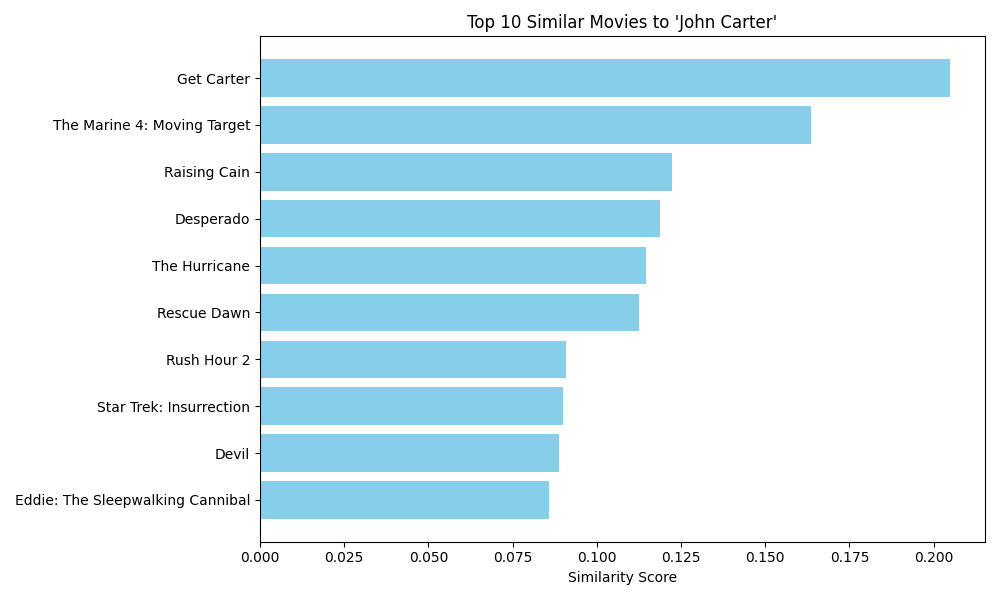 Top 10 Similar Movies to 'John Carter'
Get Carter
The Marine 4: Moving Target
Raising Cain
Desperado
The Hurricane
Rescue Dawn
Rush Hour 2
Star Trek: Insurrection
Devil
Eddie: The Sleepwalking Cannibal
0.000 0.025 0.050 0.075 0.100 0.125 0.150 0.175 0.200
Similarity Score